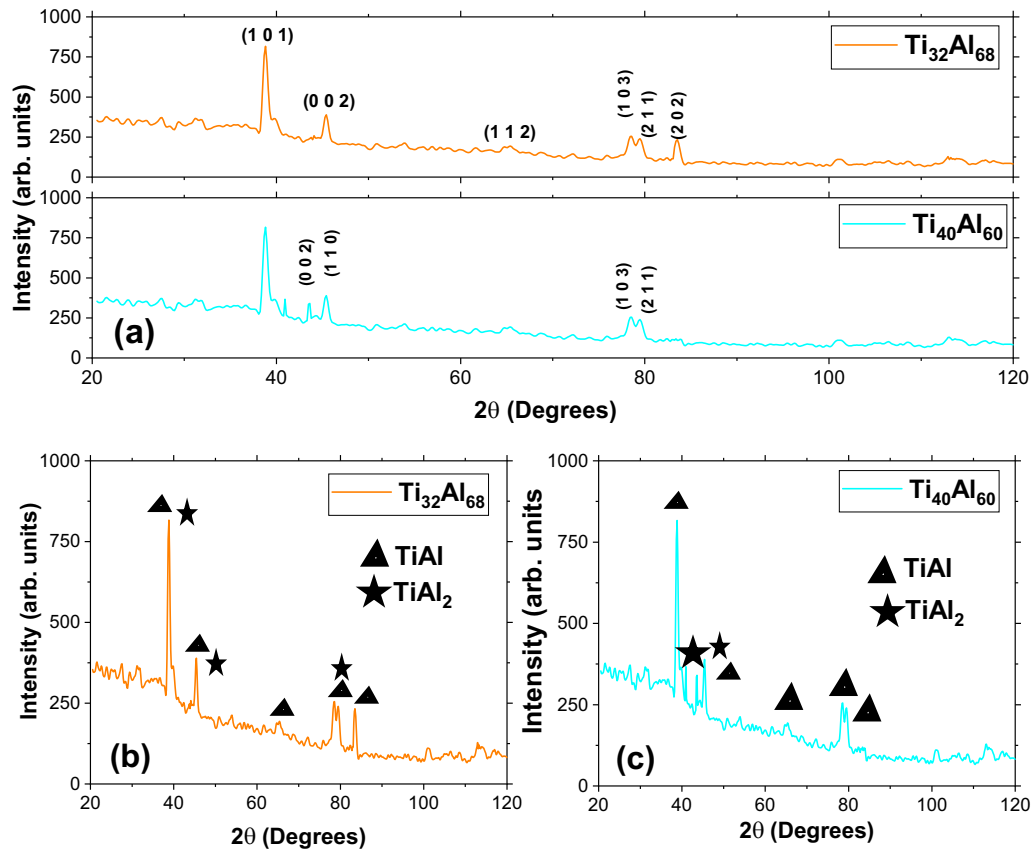 1000
750
500
250
0
Intensity (arb. units)
(1 0 1)
(0 0 2)
(1 1 2)
(1 0 3)
(2 1 1)
(2 0 2)
Ti₃₂Al₆₈
1000
750
500
250
0
(0 0 2)
(1 1 0)
(1 0 3)
(2 1 1)
Ti₄₀Al₆₀
(a)
20 40 60 80 100 120
2θ (Degrees)
1000
750
500
250
0
Intensity (arb. units)
Ti₃₂Al₆₈
TiAl
TiAl₂
(b)
20 40 60 80 100 120
2θ (Degrees)
1000
750
500
250
0
Intensity (arb. units
Ti₄₀Al₆₀
TiAl
TiAl₂
(c)
20 40 60 80 100 120
2θ (Degrees)